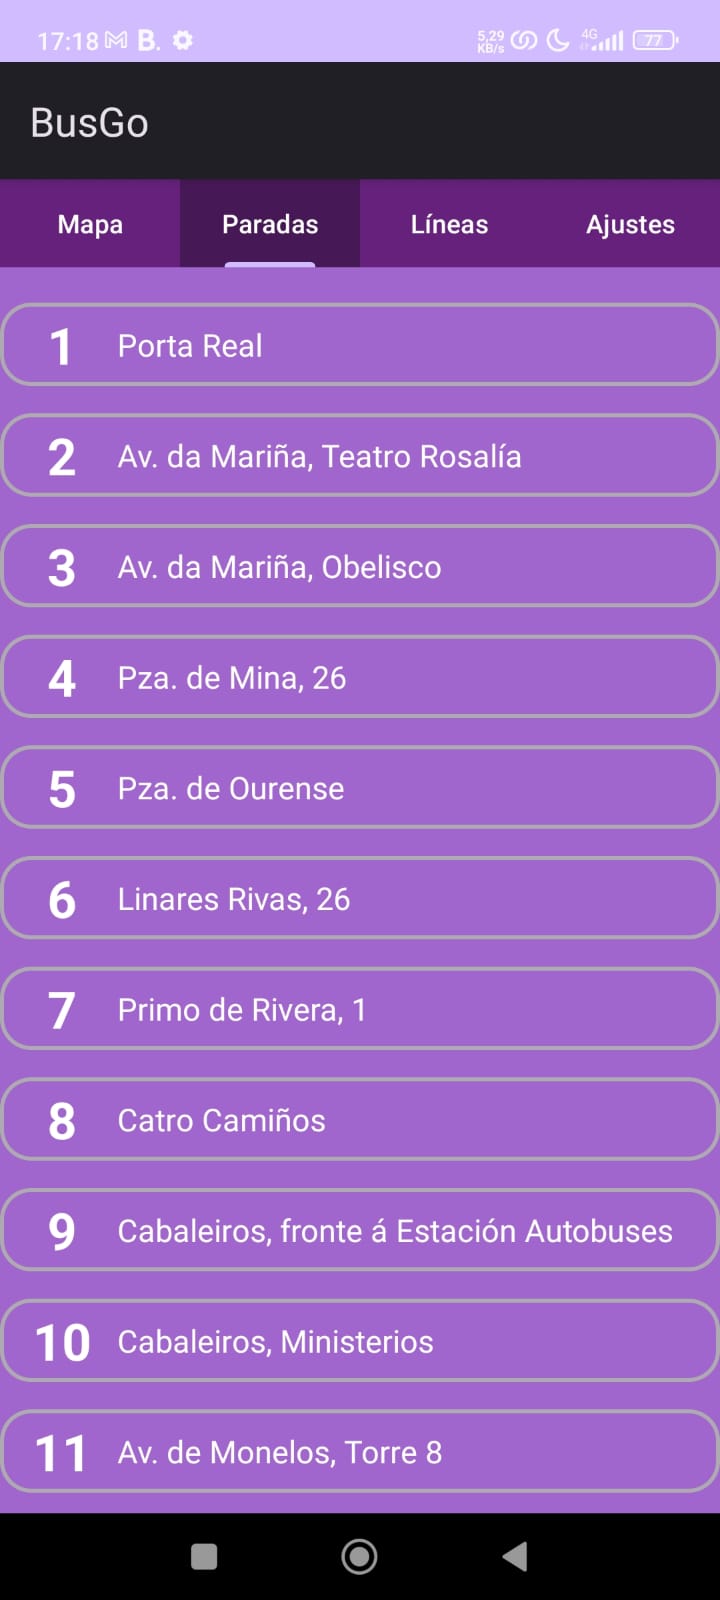 17:18 M B. 5,29 KB/s 4G 77
BusGo
Mapa Paradas Líneas Ajustes
1 Porta Real
2 Av. da Mariña, Teatro Rosalía
3 Av. da Mariña, Obelisco
4 Pza. de Mina, 26
5 Pza. de Ourense
6 Linares Rivas, 26
7 Primo de Rivera, 1
8 Catro Camiños
9 Cabaleiros, fronte á Estación Autobuses
10 Cabaleiros, Ministerios
11 Av. de Monelos, Torre 8